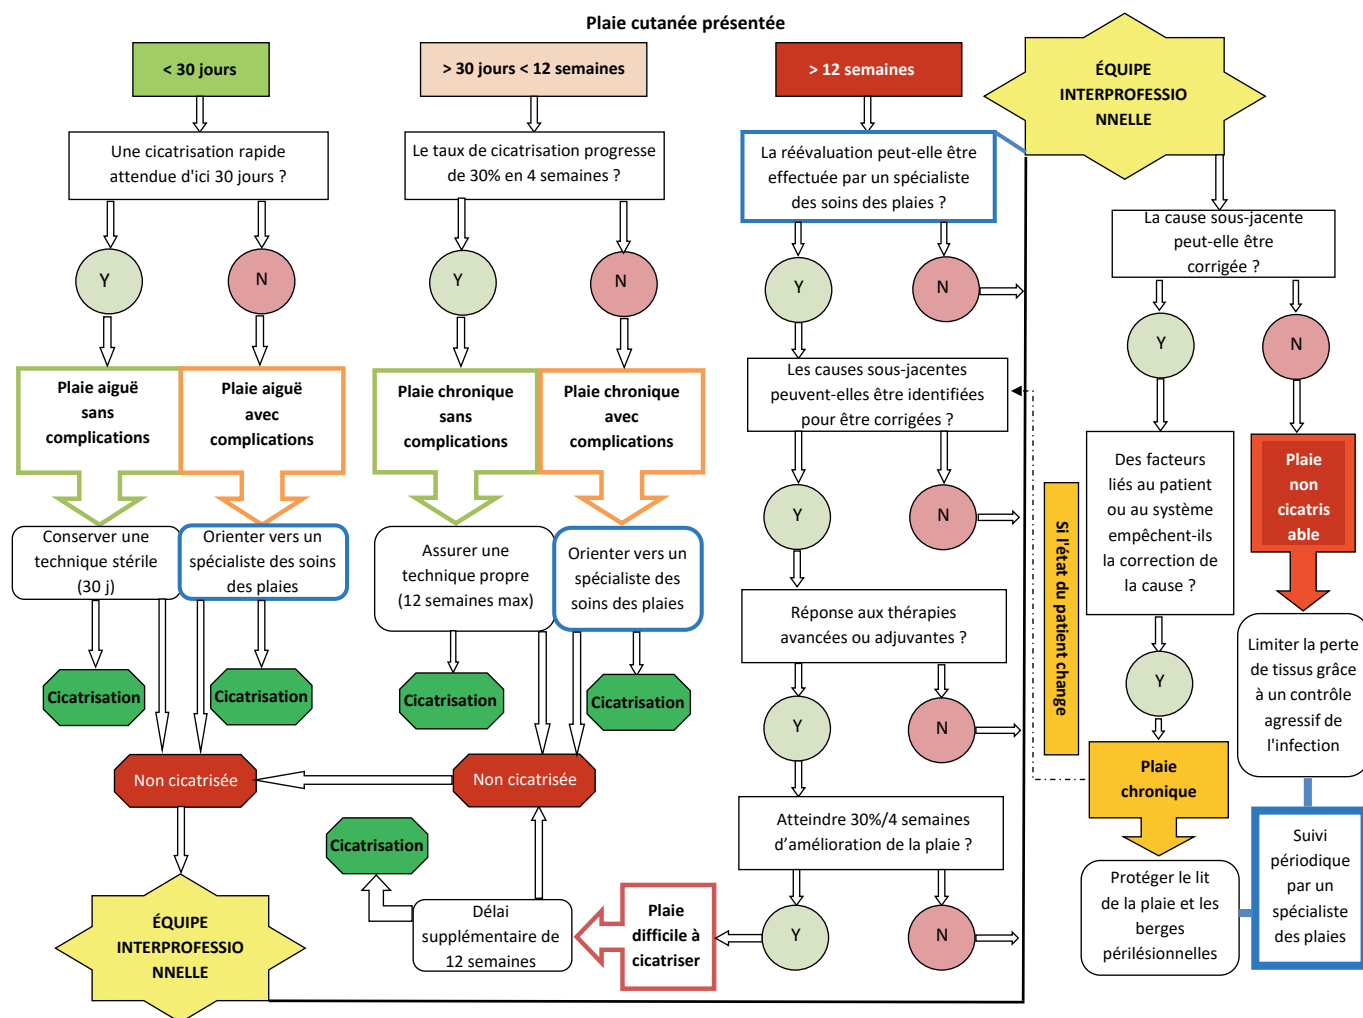 Plaie cutanée présentée
< 30 jours
Une cicatrisation rapide
attendue d'ici 30 jours ?
Y
N
Plaie aiguë
sans
complications
Plaie aiguë
avec
complications
Conserver une
technique stérile
(30 j)
Orienter vers un
spécialiste des soins
des plaies
Cicatrisation
Cicatrisation
Non cicatrisée
ÉQUIPE
INTERPROFESSIO
NNELLE
> 30 jours < 12 semaines
Le taux de cicatrisation progresse
de 30% en 4 semaines ?
Y
N
Plaie chronique
sans
complications
Plaie chronique
avec
complications
Assurer une
technique propre
(12 semaines max)
Orienter vers un
spécialiste des
soins des plaies
Cicatrisation
Cicatrisation
Non cicatrisée
Cicatrisation
Délai
supplémentaire de
12 semaines
Plaie
difficile à
cicatriser
> 12 semaines
La réévaluation peut-elle être
effectuée par un spécialiste
des soins des plaies ?
Y
N
Les causes sous-jacentes
peuvent-elles être identifiées
pour être corrigées ?
Y
N
Réponse aux thérapies
avancées ou adjuvantes ?
Y
N
Atteindre 30%/4 semaines
d’amélioration de la plaie ?
Y
N
ÉQUIPE
INTERPROFESSIO
NNELLE
La cause sous-jacente
peut-elle être
corrigée ?
Y
N
Des facteurs
liés au patient
ou au système
empêchent-ils
la correction de
la cause ?
Y
Si l'état du patient change
Plaie
chronique
Protéger le lit
de la plaie et les
berges
périlésionnelles
Plaie
non
cicatris
able
Limiter la perte
de tissus grâce
à un contrôle
agressif de
l'infection
Suivi
périodique
par un
spécialiste
des plaies